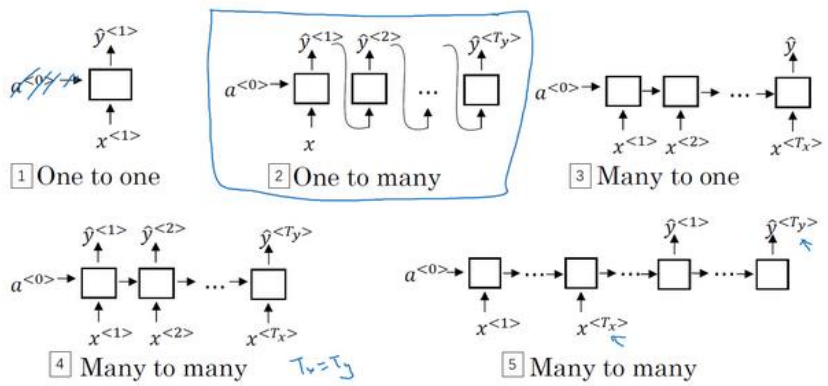 ŷ<1>
a<0>
x<1>
1 One to one
ŷ<1> ŷ<2> ŷ<Ty>
a<0> ...
x
2 One to many
ŷ
a<0> ...
x<1> x<2> x<Tx>
3 Many to one
ŷ<1> ŷ<2> ŷ<Ty>
a<0> ...
x<1> x<2> x<Tx>
4 Many to many Tx=Ty
ŷ<1> ŷ<Ty>
a<0> ... ... ...
x<1> x<Tx>
5 Many to many